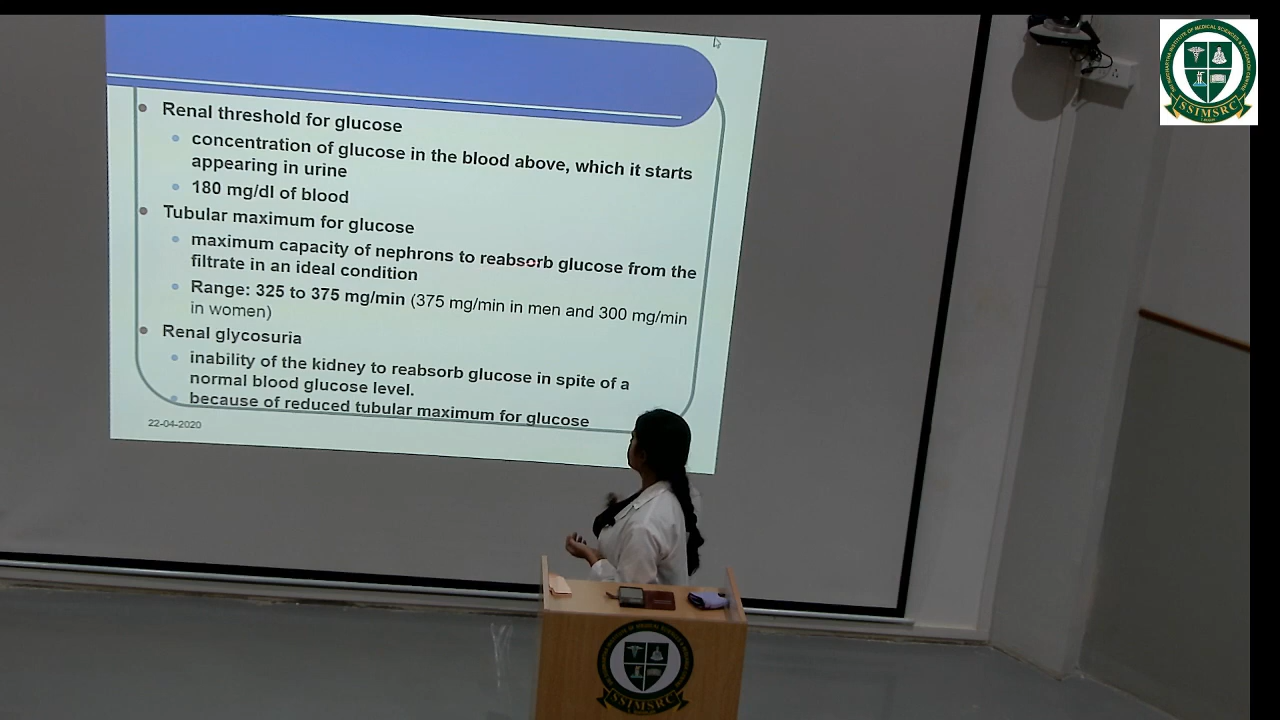 Renal threshold for glucose
concentration of glucose in the blood above, which it starts
appearing in urine
180 mg/dl of blood
Tubular maximum for glucose
maximum capacity of nephrons to reabsorb glucose from the
filtrate in an ideal condition
Range: 325 to 375 mg/min (375 mg/min in men and 300 mg/min
in women)
Renal glycosuria
inability of the kidney to reabsorb glucose in spite of a
normal blood glucose level.
because of reduced tubular maximum for glucose
22-04-2020
SSIMSRC
SSIMSRC